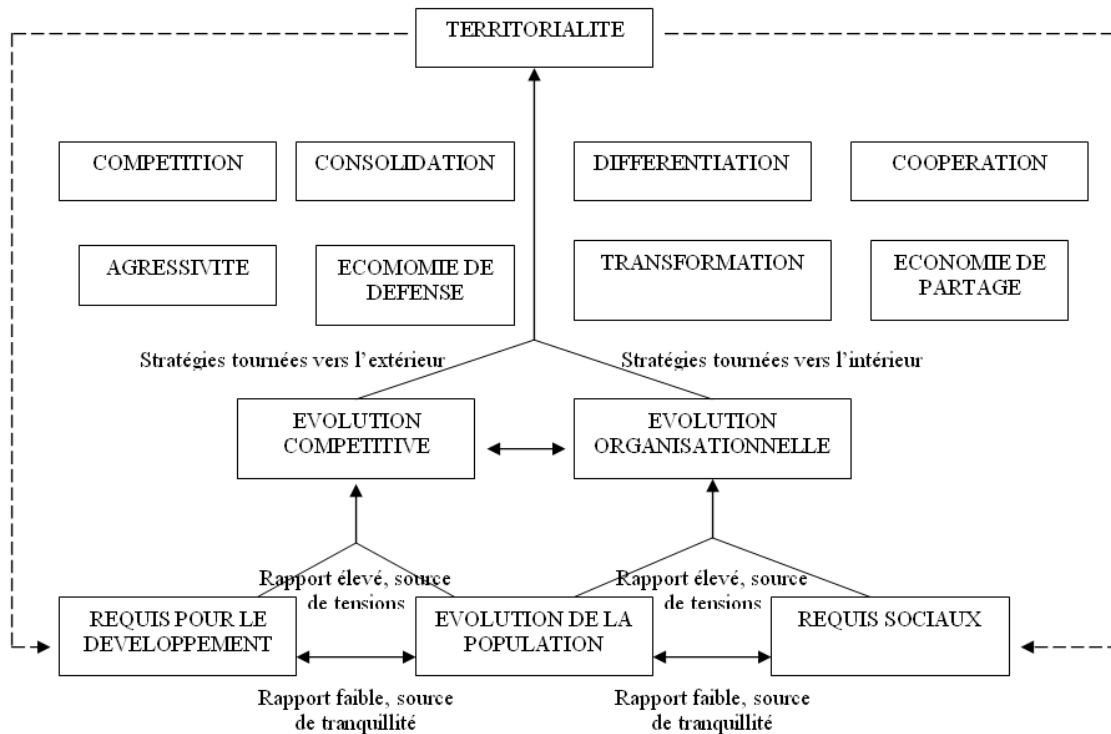 TERRITORIALITE
COMPETITION
CONSOLIDATION
DIFFERENTIATION
COOPERATION
AGRESSIVITE
ECOMOMIE DE
DEFENSE
TRANSFORMATION
ECONOMIE DE
PARTAGE
Stratégies tournées vers l’extérieur
Stratégies tournées vers l’intérieur
EVOLUTION
COMPETITIVE
EVOLUTION
ORGANISATIONNELLE
Rapport élevé, source
de tensions
Rapport élevé, source
de tensions
REQUIS POUR LE
DEVELOPPEMENT
EVOLUTION DE LA
POPULATION
REQUIS SOCIAUX
Rapport faible, source
de tranquillité
Rapport faible, source
de tranquillité